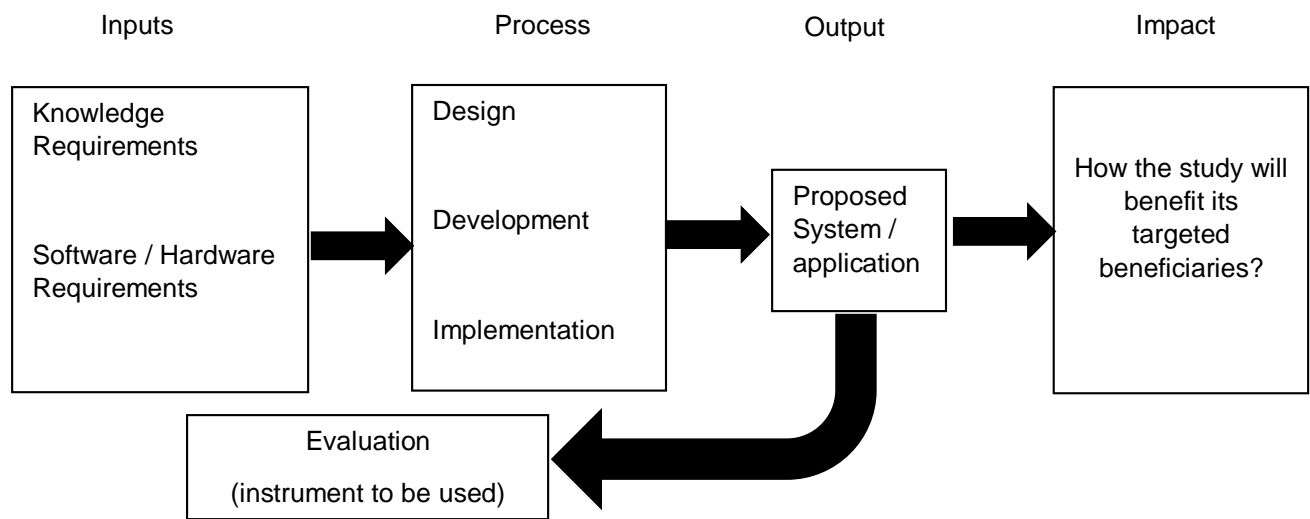 Inputs
Process
Output
Impact
Knowledge
Requirements
Software / Hardware
Requirements
Design
Development
Implementation
Proposed
System /
application
How the study will
benefit its
targeted
beneficiaries?
Evaluation
(instrument to be used)